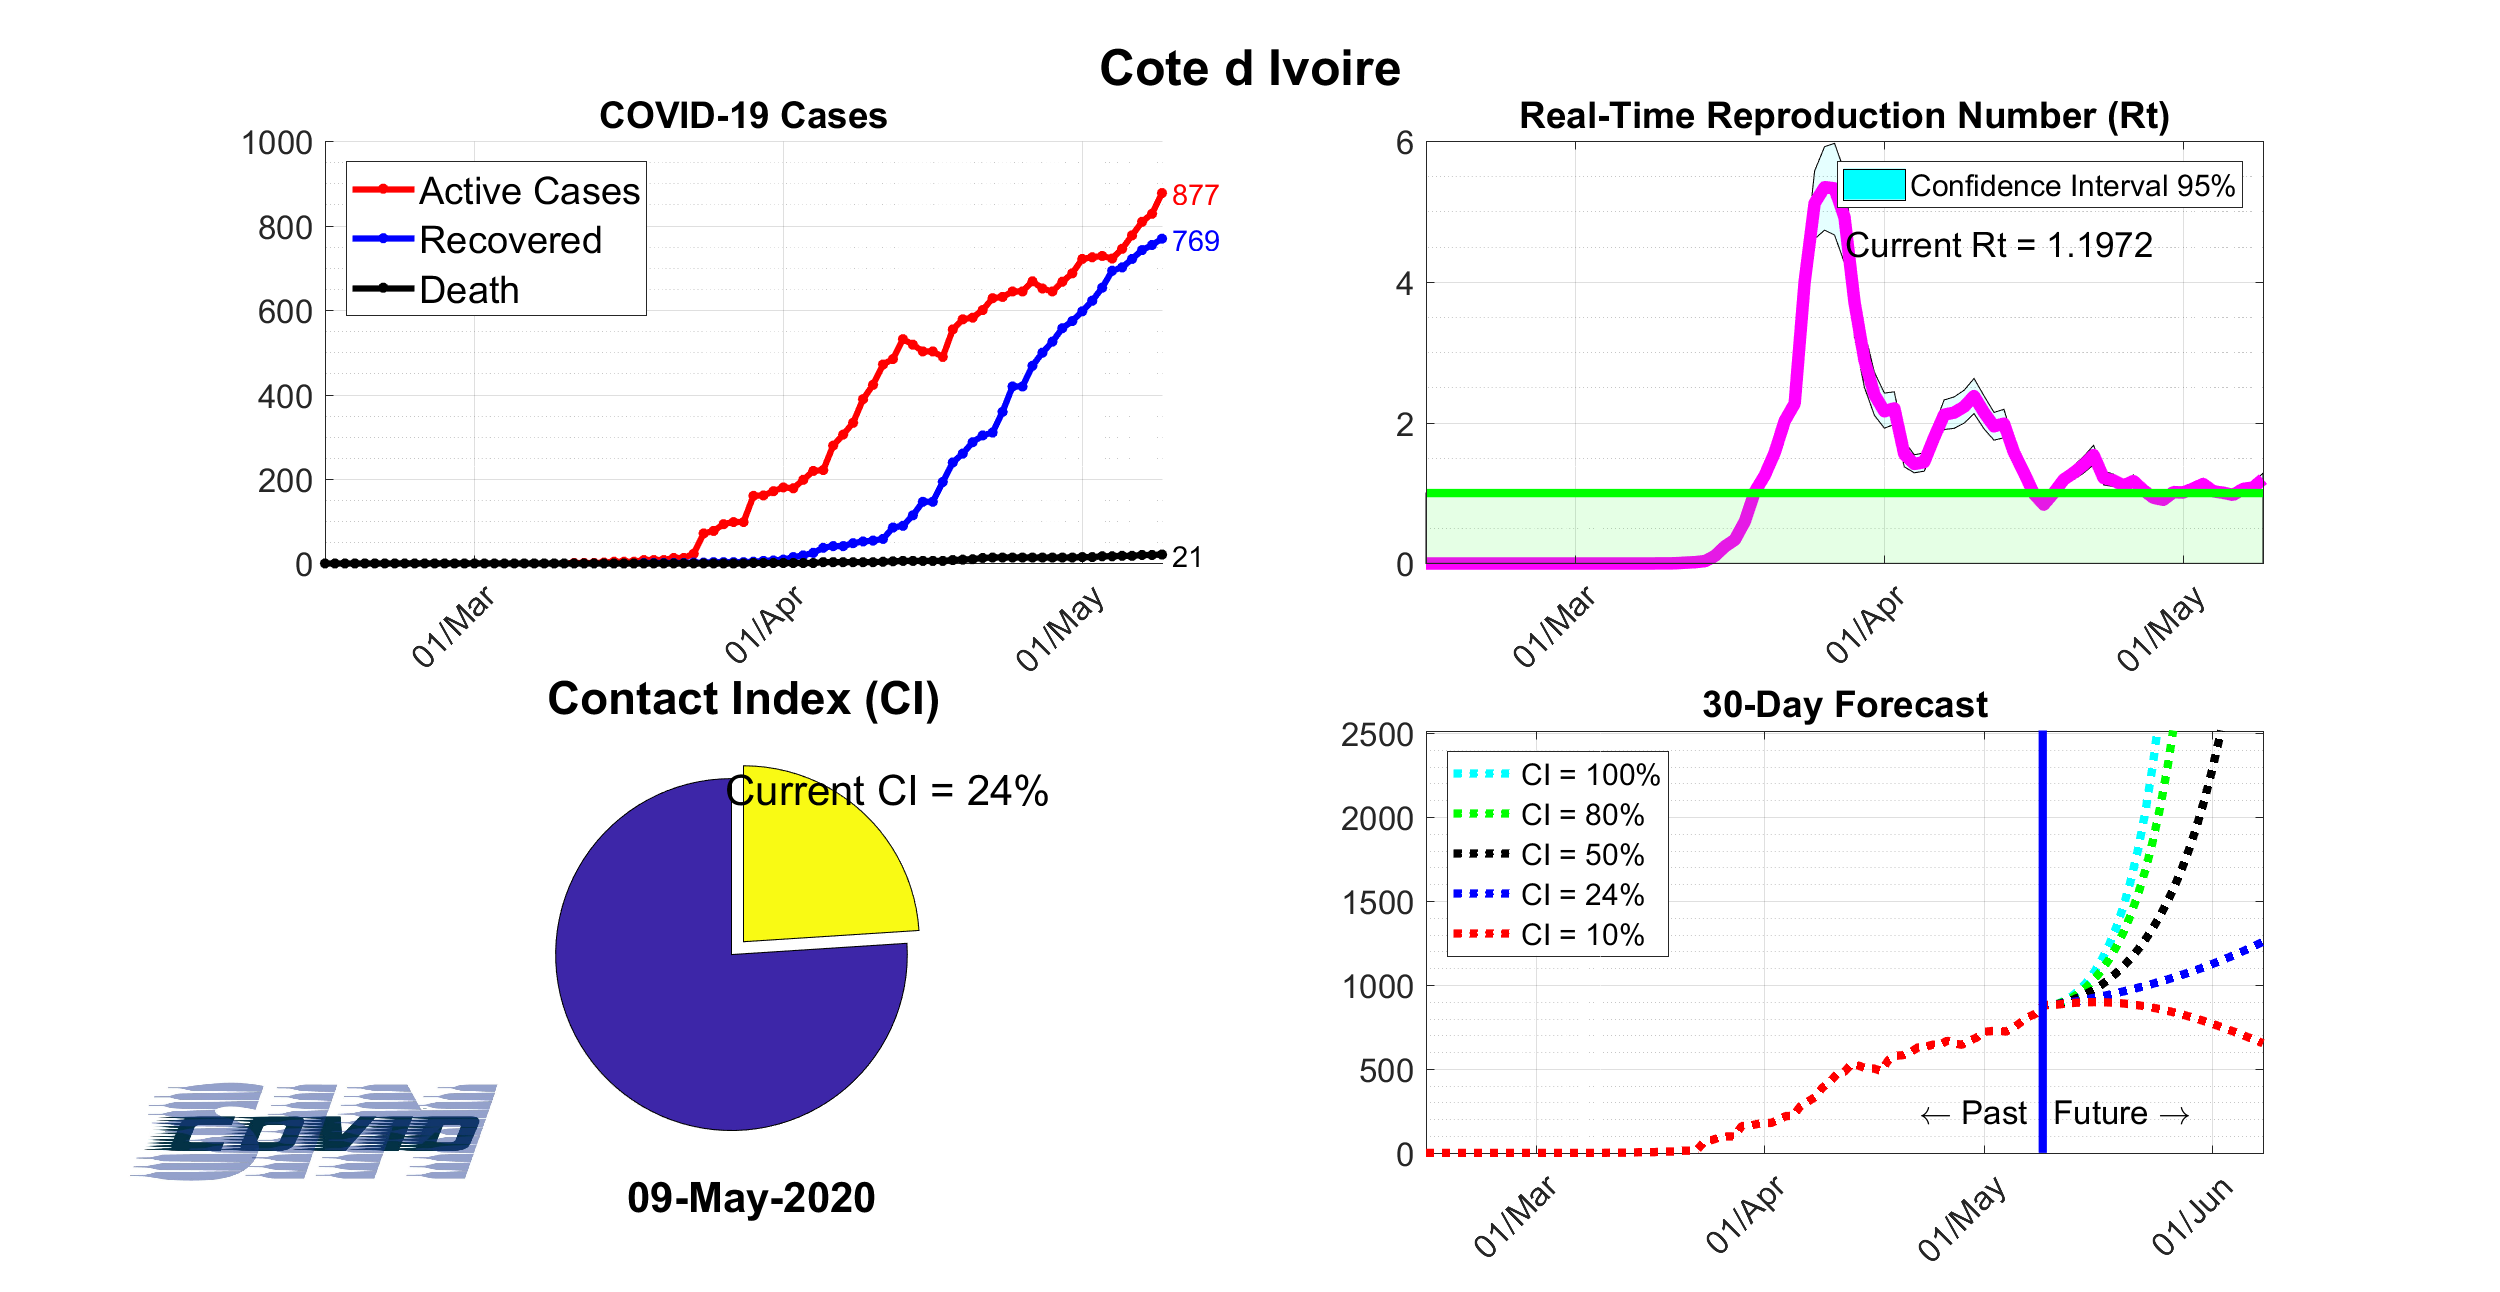 Cote d Ivoire
COVID-19 Cases
1000
800
600
400
200
0
Active Cases
Recovered
Death
877
769
21
01/Mar
01/Apr
01/May
Real-Time Reproduction Number (Rt)
6
4
2
0
Confidence Interval 95%
Current Rt = 1.1972
01/Mar
01/Apr
01/May
Contact Index (CI)
Current CI = 24%
30-Day Forecast
2500
2000
1500
1000
500
0
CI = 100%
CI = 80%
CI = 50%
CI = 24%
CI = 10%
← Past
Future →
01/Mar
01/Apr
01/May
01/Jun
SIN
COVID
09-May-2020